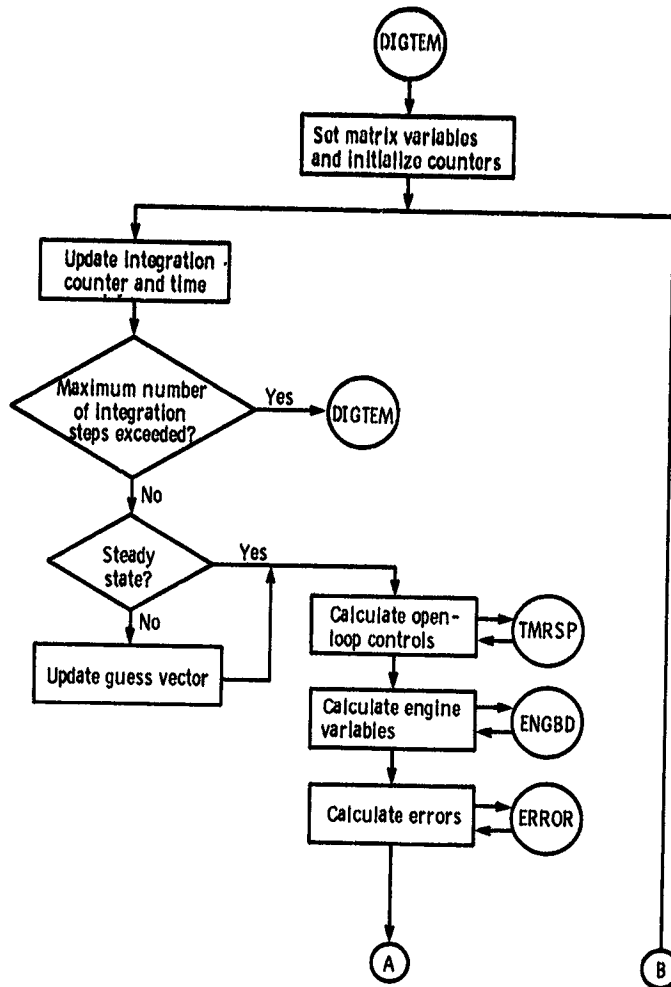 DIGTEM
Set matrix variables
and initialize counters
Update integration
counter and time
Maximum number
of integration
steps exceeded?
Yes
DIGTEM
No
Steady
state?
Yes
No
Update guess vector
Calculate open-
loop controls
TMRSP
Calculate engine
variables
ENGBD
Calculate errors
ERROR
A
B